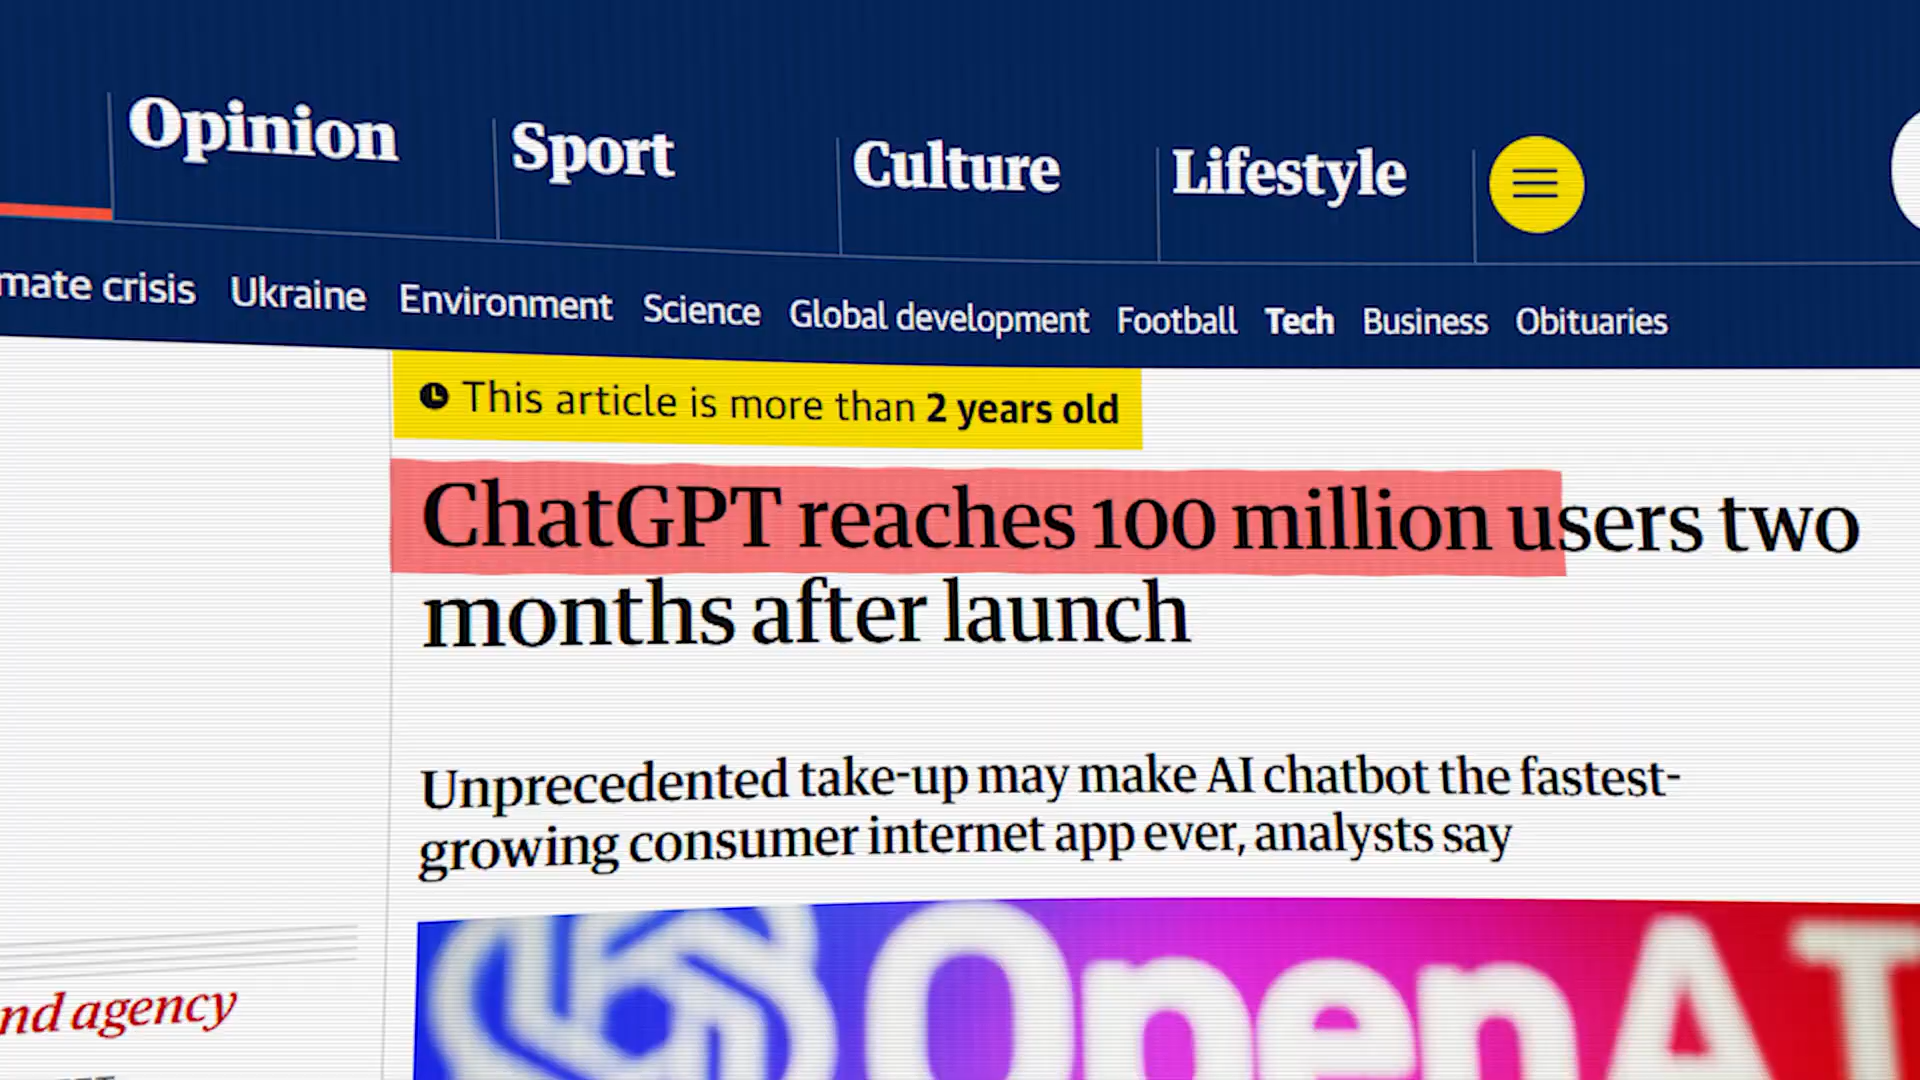 Opinion Sport Culture Lifestyle
mate crisis Ukraine Environment Science Global development Football Tech Business Obituaries
This article is more than 2 years old
ChatGPT reaches 100 million users two
months after launch
Unprecedented take-up may make AI chatbot the fastest-
growing consumer internet app ever, analysts say
OpenAI
nd agency